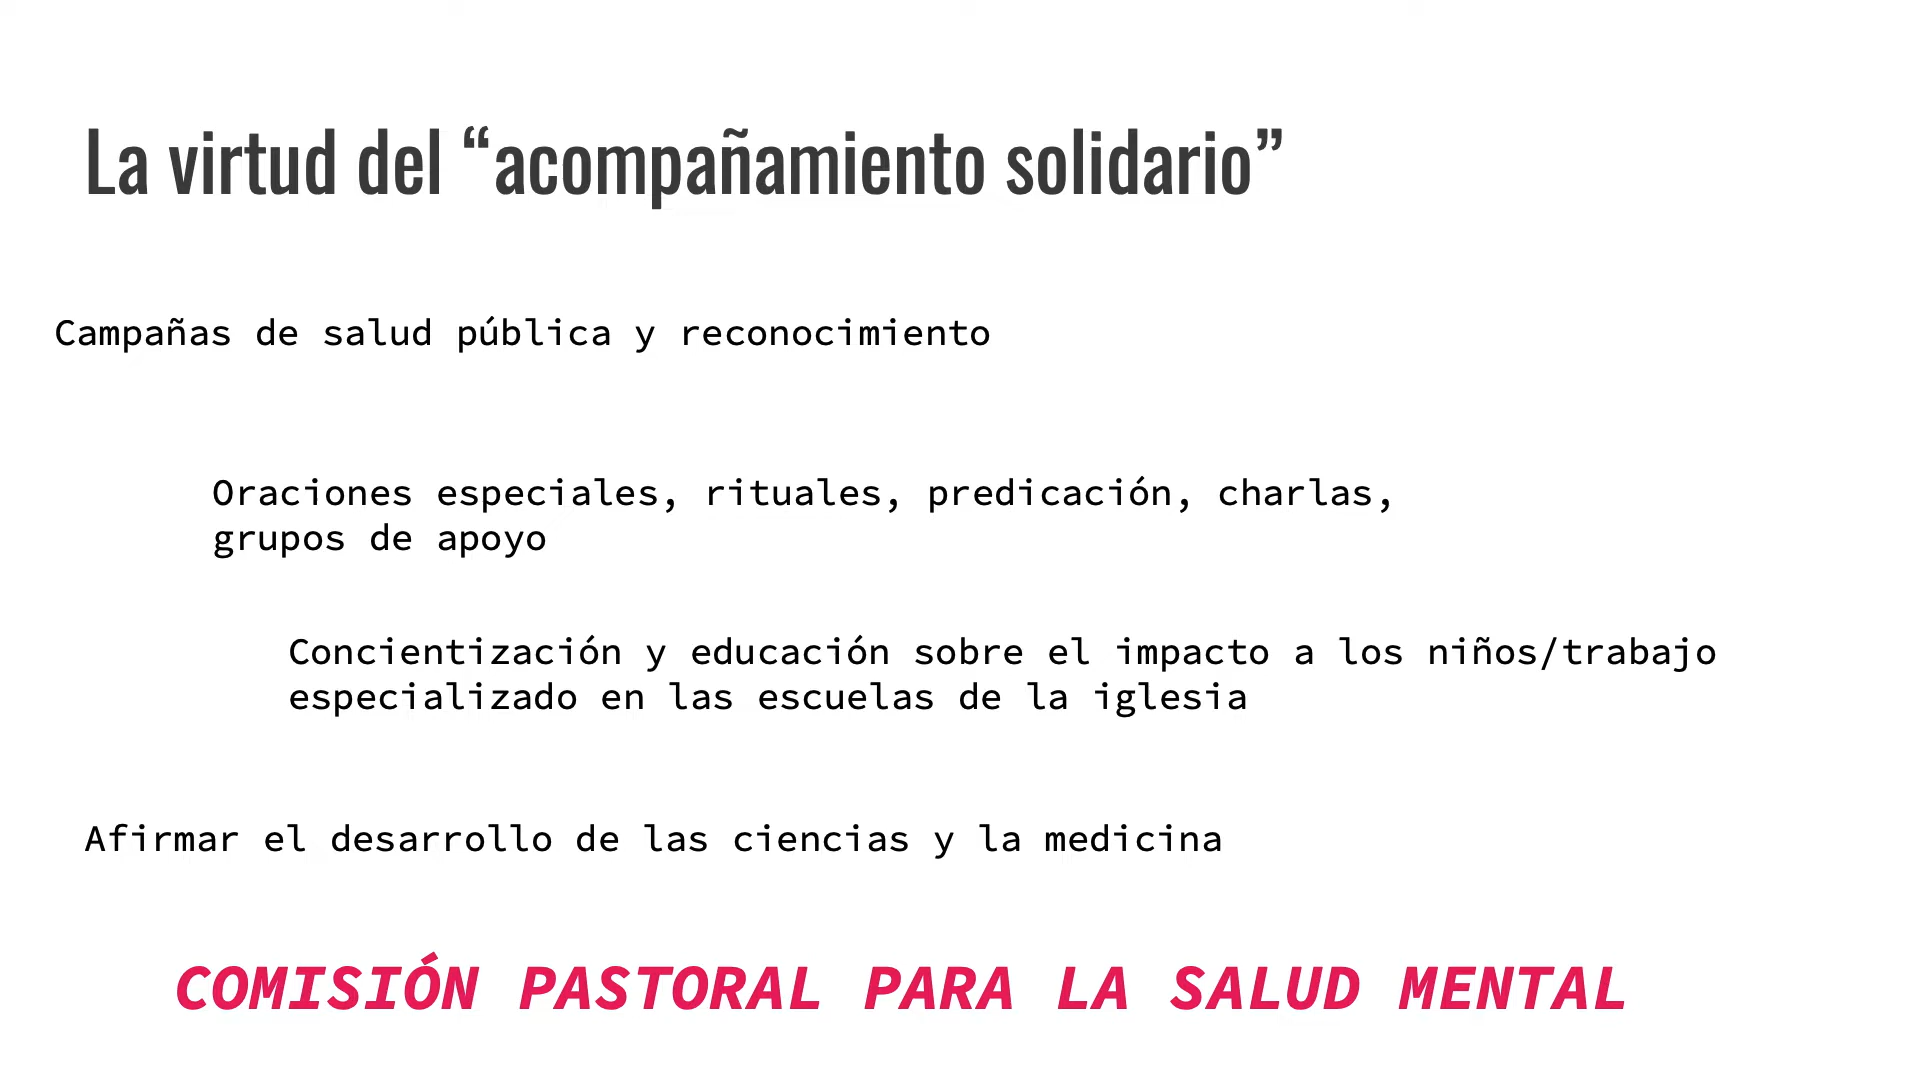 La virtud del “acompañamiento solidario”
Campañas de salud pública y reconocimiento
Oraciones especiales, rituales, predicación, charlas,
grupos de apoyo
Concientización y educación sobre el impacto a los niños/trabajo
especializado en las escuelas de la iglesia
Afirmar el desarrollo de las ciencias y la medicina
COMISIÓN PASTORAL PARA LA SALUD MENTAL